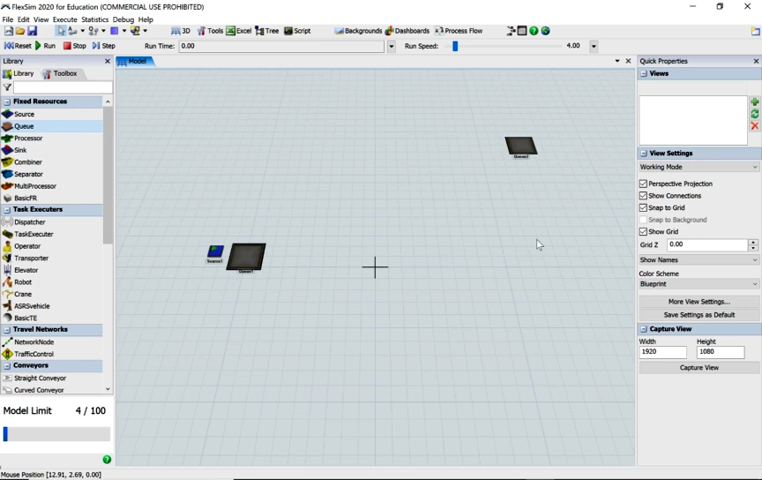 FlexSim 2020 for Education (COMMERCIAL USE PROHIBITED)
File Edit View Execute Statistics Debug Help
3D Tools Excel Tree Script Backgrounds Dashboards Process Flow
Reset Run Stop Step Run Time: 0.00 Run Speed: 4.00
Library
Library Toolbox
Fixed Resources
Source
Queue
Processor
Sink
Combiner
Separator
MultiProcessor
BasicFR
Task Executers
Dispatcher
TaskExecuter
Operator
Transporter
Elevator
Robot
Crane
ASRSvehicle
BasicTE
Travel Networks
NetworkNode
TrafficControl
Conveyors
Straight Conveyor
Curved Conveyor
Model Limit 4 / 100
Model
Source1
Quick Properties
Views
View Settings
Working Mode
Perspective Projection
Show Connections
Snap to Grid
Snap to Background
Show Grid
Grid Z 0.00
Show Names
Color Scheme
Blueprint
More View Settings...
Save Settings as Default
Capture View
Width Height
1920 1080
Capture View
Mouse Position [12.91, 2.69, 0.00]